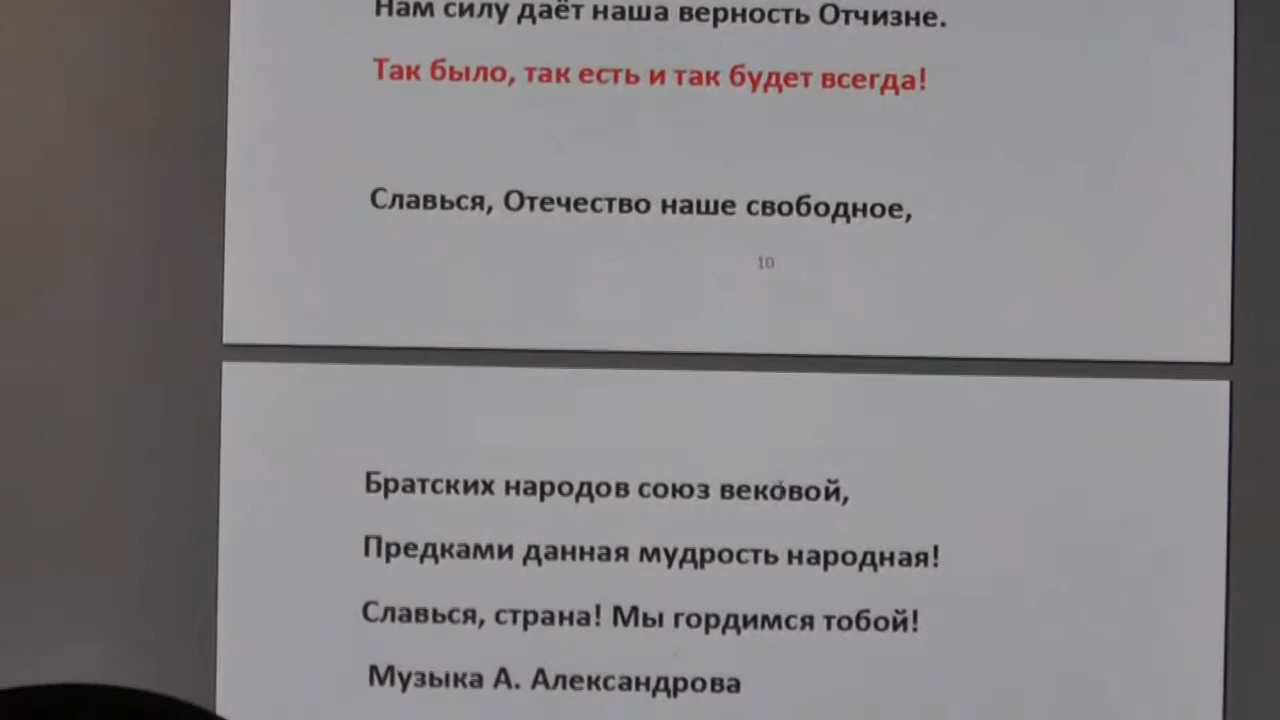 Нам силу даёт наша верность Отчизне.
Так было, так есть и так будет всегда!
Славься, Отечество наше свободное,
10
Братских народов союз вековой,
Предками данная мудрость народная!
Славься, страна! Мы гордимся тобой!
Музыка А. Александрова